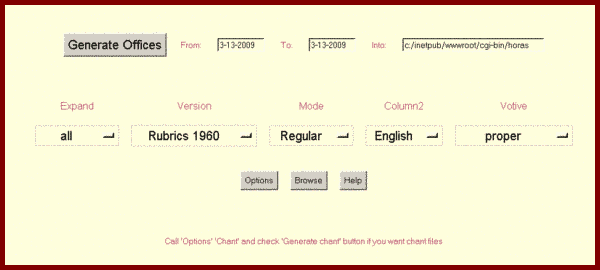 Generate Offices From: 3-13-2009 To: 3-13-2009 Into: c:/inetpub/wwwroot/cgi-bin/horas
Expand Version Mode Column2 Votive
all Rubrics 1960 Regular English proper
Options Browse Help
Call 'Options' 'Chant' and check 'Generate chant' button if you want chant files